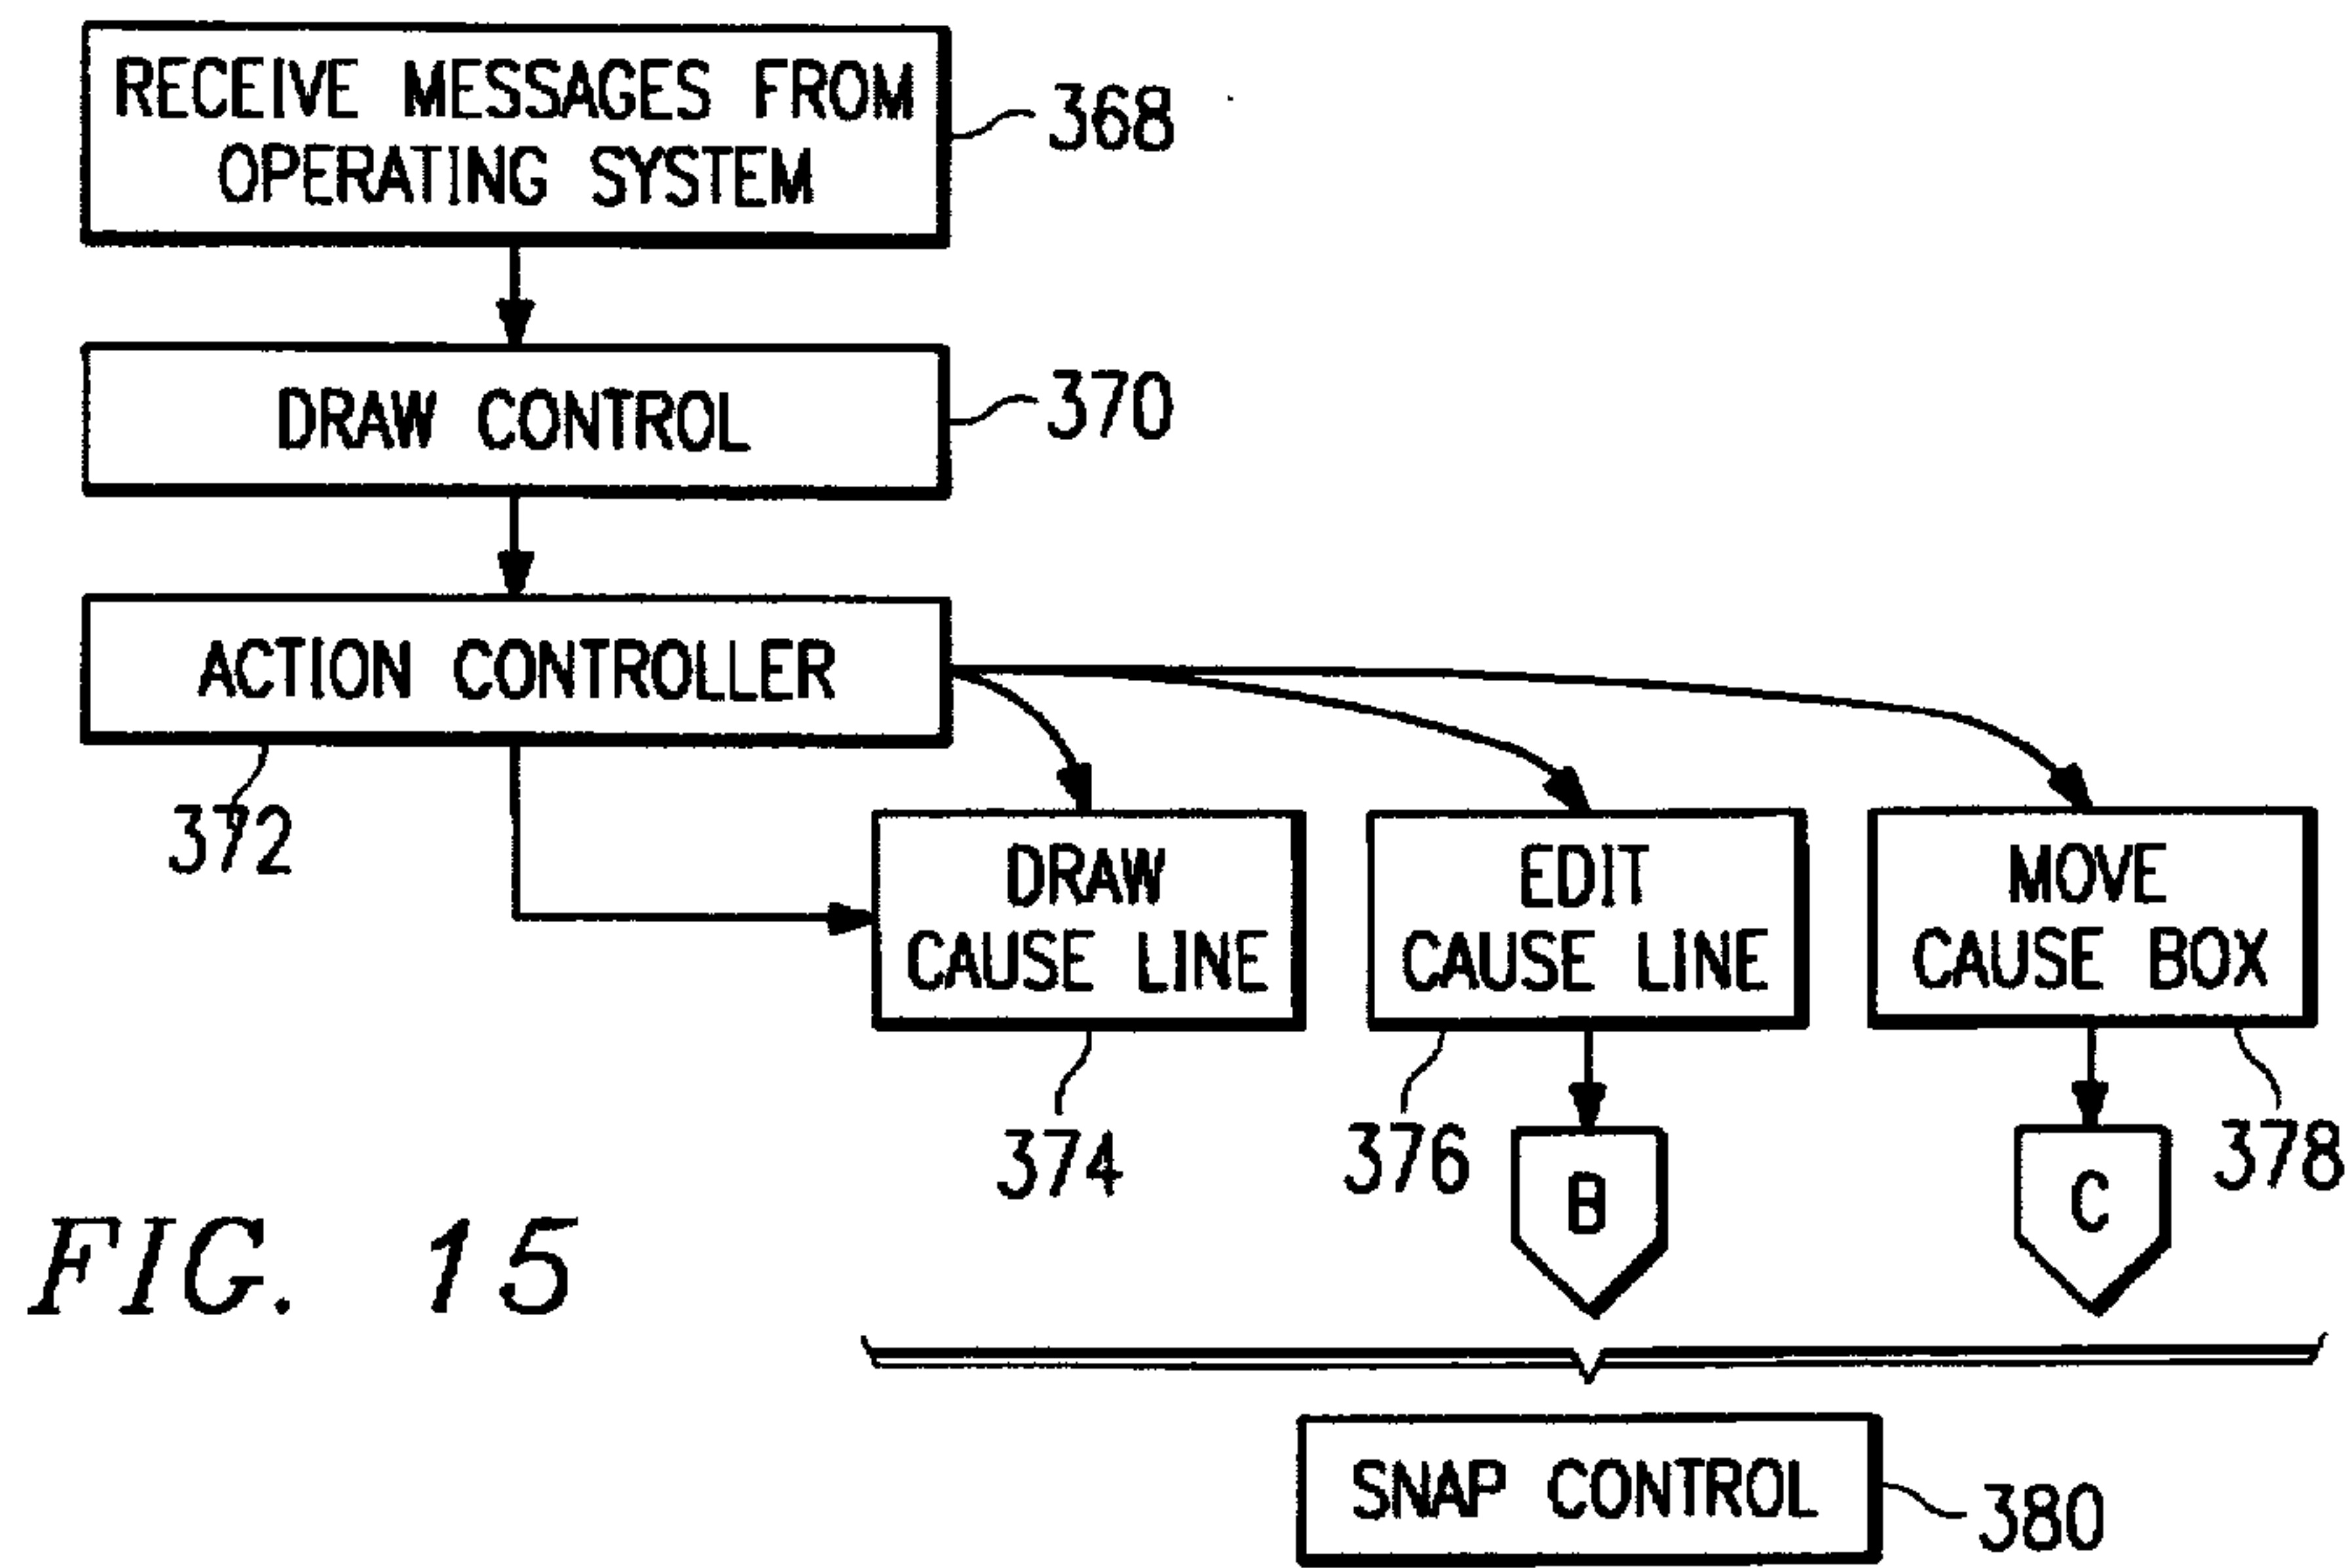 RECEIVE MESSAGES FROM
OPERATING SYSTEM
368
DRAW CONTROL
370
ACTION CONTROLLER
372
DRAW
CAUSE LINE
374
EDIT
CAUSE LINE
376
MOVE
CAUSE BOX
378
B
C
FIG. 15
SNAP CONTROL
380